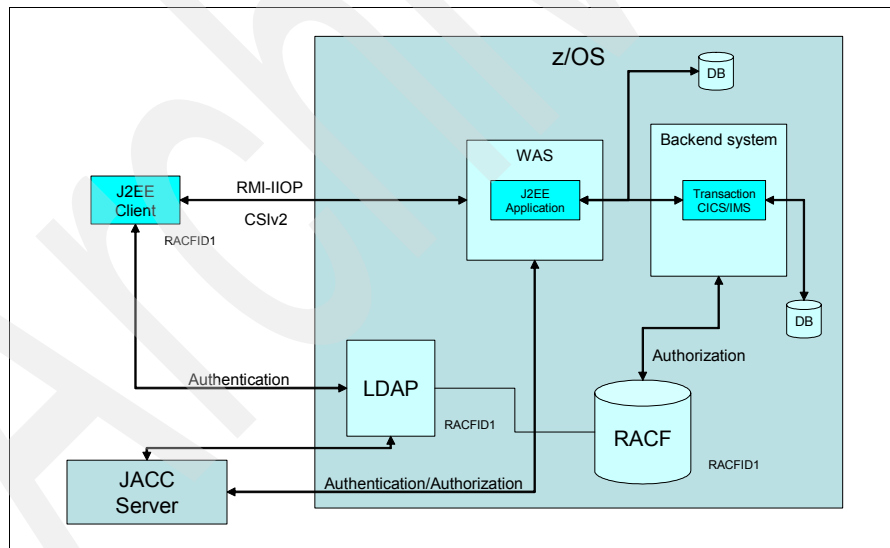 z/OS
DB
WAS
Backend system
J2EE
Client
RMI-IIOP
J2EE
Application
Transaction
CICS/IMS
CSIv2
RACFID1
DB
Authorization
Authentication
LDAP
RACFID1
RACF
RACFID1
JACC
Server
Authentication/Authorization